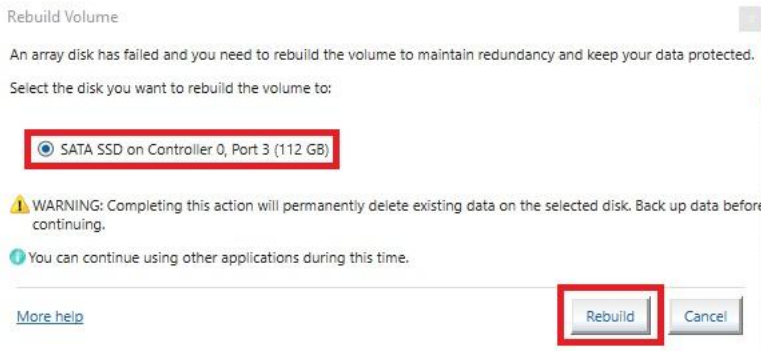 Rebuild Volume
An array disk has failed and you need to rebuild the volume to maintain redundancy and keep your data protected.
Select the disk you want to rebuild the volume to:
SATA SSD on Controller 0, Port 3 (112 GB)
WARNING: Completing this action will permanently delete existing data on the selected disk. Back up data before
continuing.
You can continue using other applications during this time.
More help Rebuild Cancel